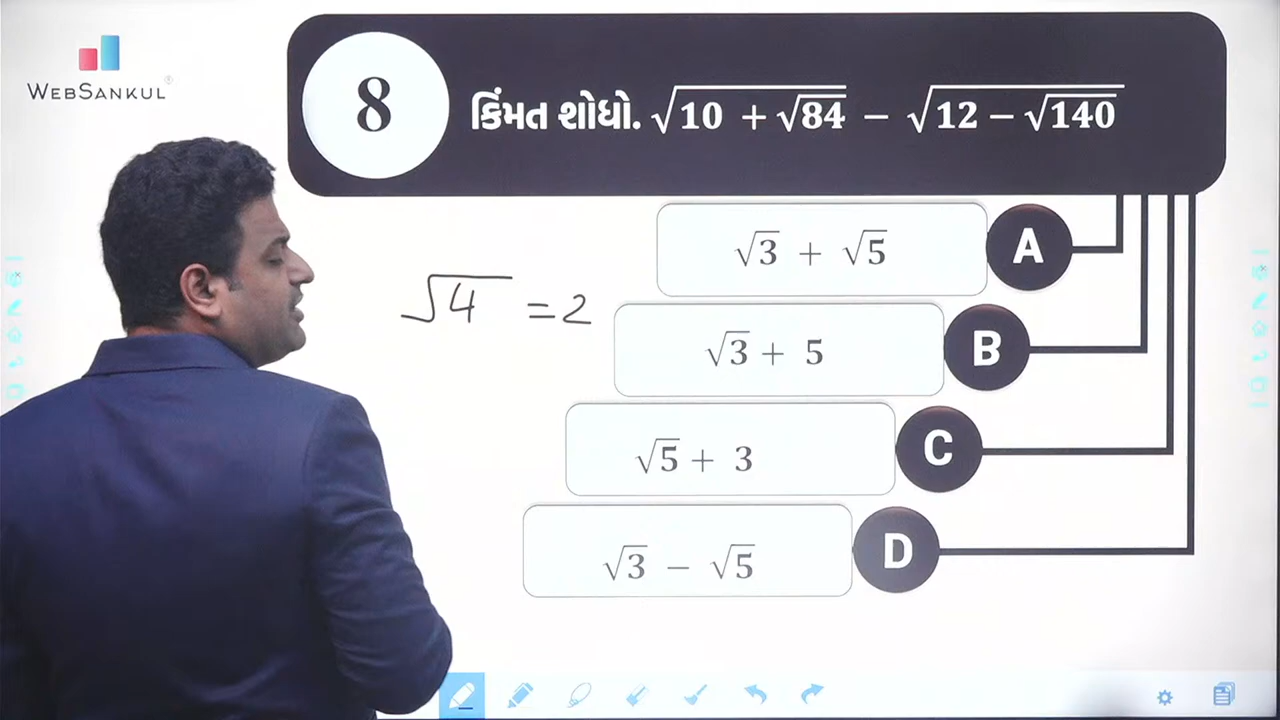 WEBSANKUL
8
કિંમત શોધો. √(10 + √84) − √(12 − √140)
√3 + √5 A
√4 = 2
√3 + 5 B
√5 + 3 C
√3 − √5 D